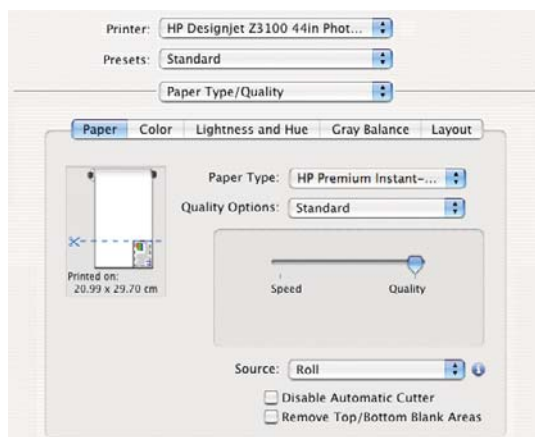 Printer: HP Designjet Z3100 44in Phot...
Presets: Standard
Paper Type/Quality
Paper Color Lightness and Hue Gray Balance Layout
Paper Type: HP Premium Instant-...
Quality Options: Standard
Printed on:
20.99 x 29.70 cm
Speed Quality
Source: Roll
Disable Automatic Cutter
Remove Top/Bottom Blank Areas